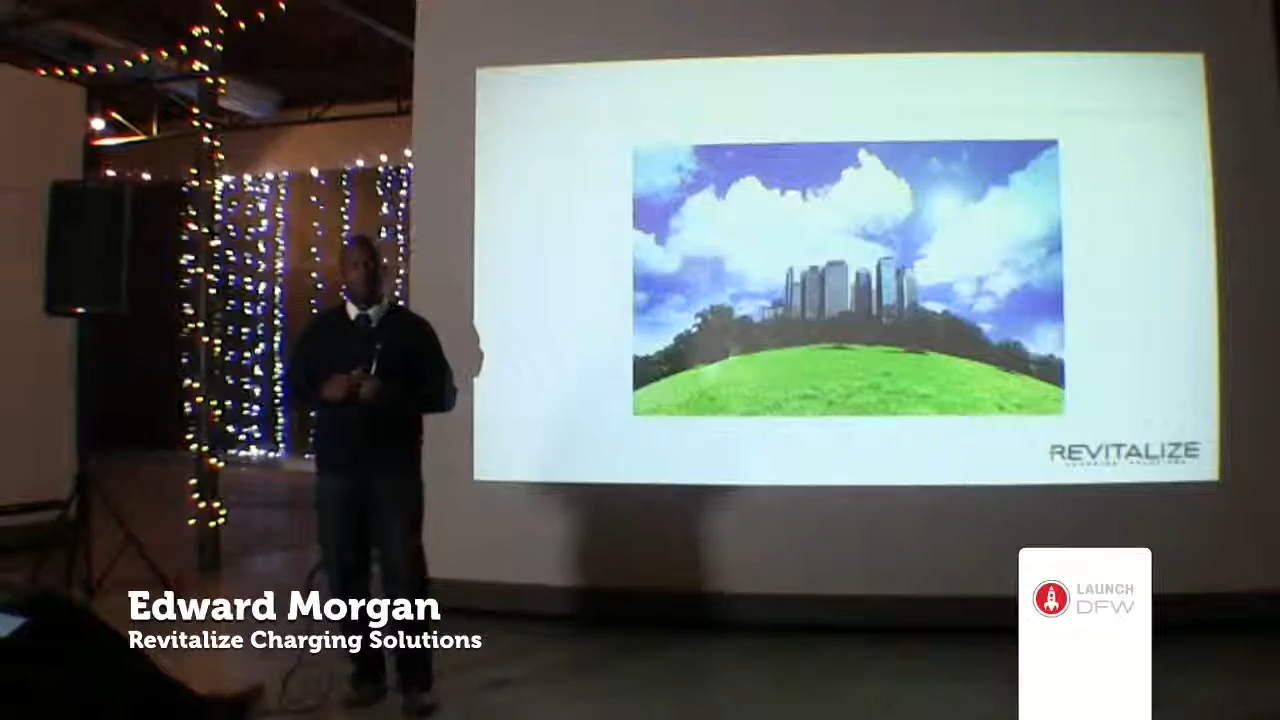 REVITALIZE
Edward Morgan
Revitalize Charging Solutions
LAUNCH
DFW